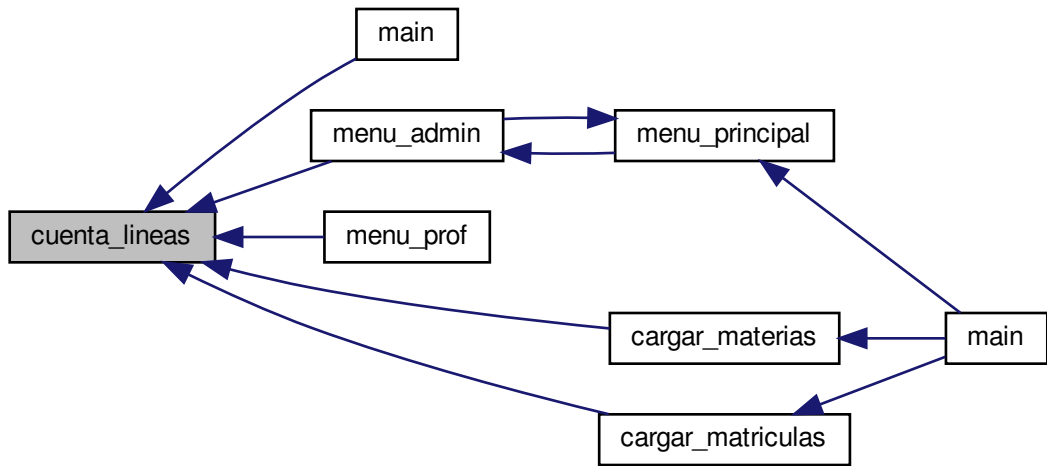 main
menu_admin
menu_principal
cuenta_lineas
menu_prof
cargar_materias
main
cargar_matriculas